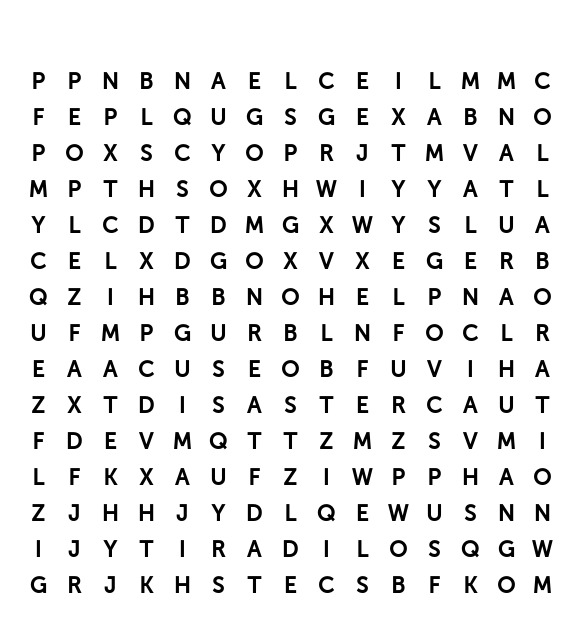 P P N B N A E L C E I L M M C
F E P L Q U G S G E X A B N O
P O X S C Y O P R J T M V A L
M P T H S O X H W I Y Y A T L
Y L C D T D M G X W Y S L U A
C E L X D G O X V X E G E R B
Q Z I H B B N O H E L P N A O
U F M P G U R B L N F O C L R
E A A C U S E O B F U V I H A
Z X T D I S A S T E R C A U T
F D E V M Q T T Z M Z S V M I
L F K X A U F Z I W P P H A O
Z J H H J Y D L Q E W U S N N
I J Y T I R A D I L O S Q G W
G R J K H S T E C S B F K O M